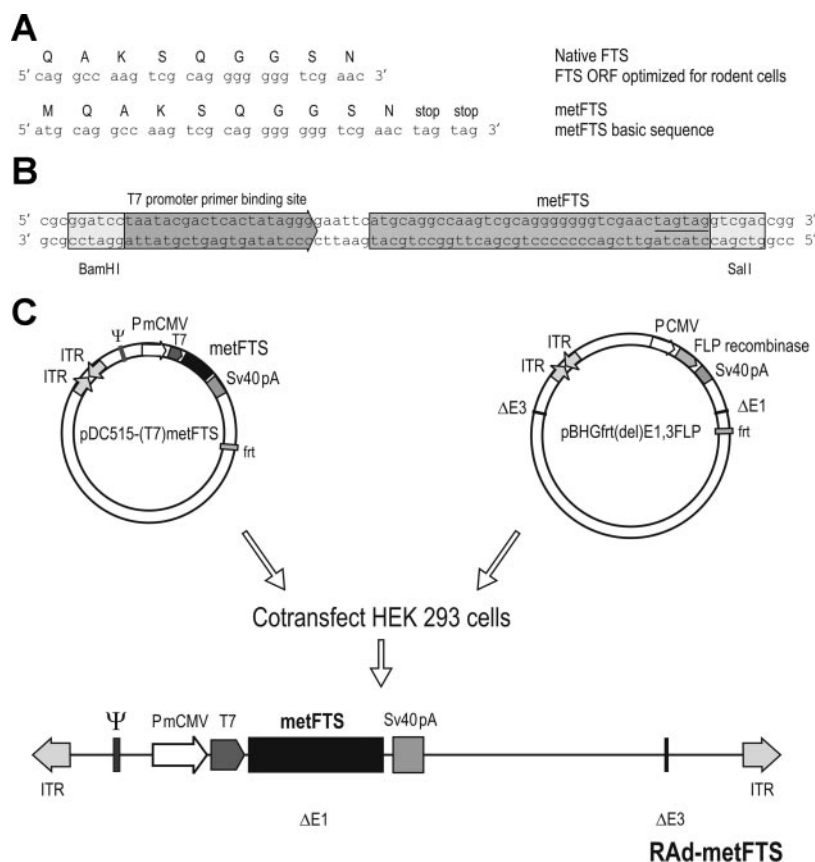 A
Q A K S Q G G S N
Native FTS
5' cag gcc aag tcg cag ggg ggg tcg aac 3'
FTS ORF optimized for rodent cells
M Q A K S Q G G S N stop stop
metFTS
5' atg cag gcc aag tcg cag ggg ggg tcg aac tag tag 3'
metFTS basic sequence
B
T7 promoter primer binding site
metFTS
5' cgcggatcctaatacgactcactataggggaattcatgcaggccaagtcgcagggggggtcgaactagtaggtcgaccgg 3'
3' gcgcctaggattatgctgagtgatatccccttaagtacgtccggttcagcgtcccccccagcttgatcatccagctggcc 5'
BamHI
SalI
C
Ψ
PmCMV
T7
metFTS
ITR
ITR
Sv40pA
pDC515-(T7)metFTS
frt
PCMV
FLP recombinase
ITR
ITR
Sv40pA
ΔE3
ΔE1
pBHGfrt(del)E1,3FLP
frt
Cotransfect HEK 293 cells
Ψ
PmCMV
T7
metFTS
Sv40pA
ITR
ITR
ΔE1
ΔE3
RAd-metFTS